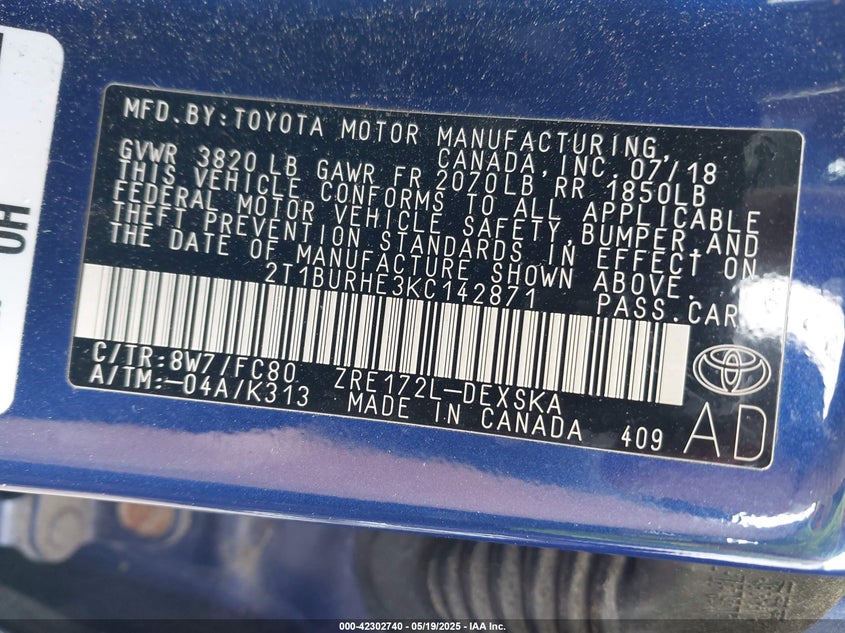 HO
MFD.BY:TOYOTA MOTOR MANUFACTURING,
CANADA,INC. 07/18
GVWR 3820 LB GAWR FR 2070LB RR 1850LB
THIS VEHICLE CONFORMS TO ALL APPLICABLE
FEDERAL MOTOR VEHICLE SAFETY,BUMPER,AND
THEFT PREVENTION STANDARDS IN EFFECT ON
THE DATE OF MANUFACTURE SHOWN ABOVE.
2T1BURHE3KC142871 PASS.CAR
C/TR:8W7/FC80 ZRE172L-DEXSKA
A/TM:-04A/K313 MADE IN CANADA 409
AD
000-42302740 - 05/19/2025 - IAA Inc.